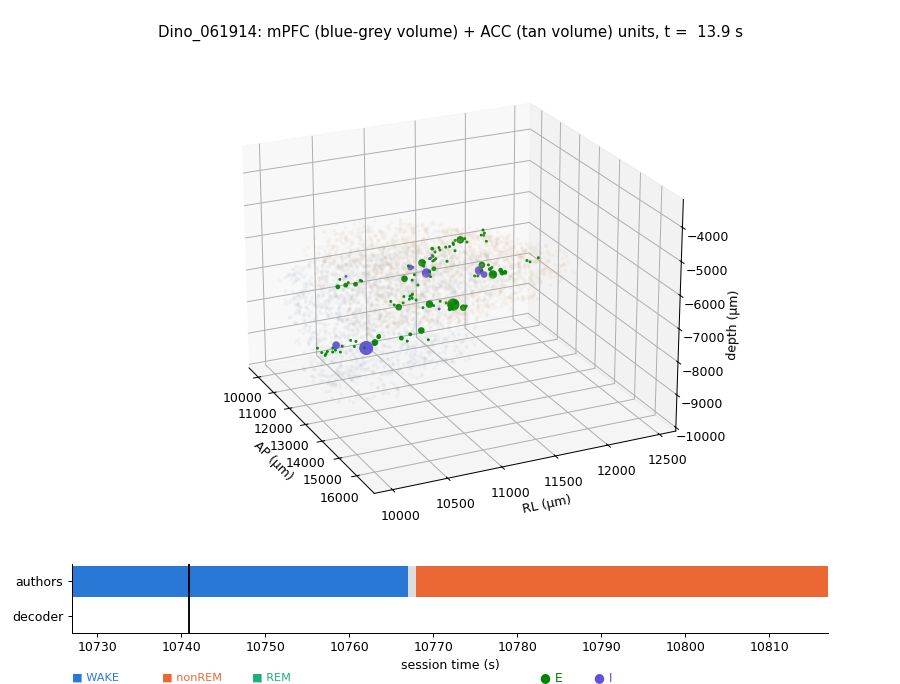 Dino_061914: mPFC (blue-grey volume) + ACC (tan volume) units, t =  13.9 s
−4000
−5000
−6000
−7000
−8000
−9000
−10000
depth (μm)
10000
11000
12000
13000
14000
15000
16000
AP (μm)
10000
10500
11000
11500
12000
12500
RL (μm)
authors
decoder
10730 10740 10750 10760 10770 10780 10790 10800 10810
session time (s)
WAKE nonREM REM E I